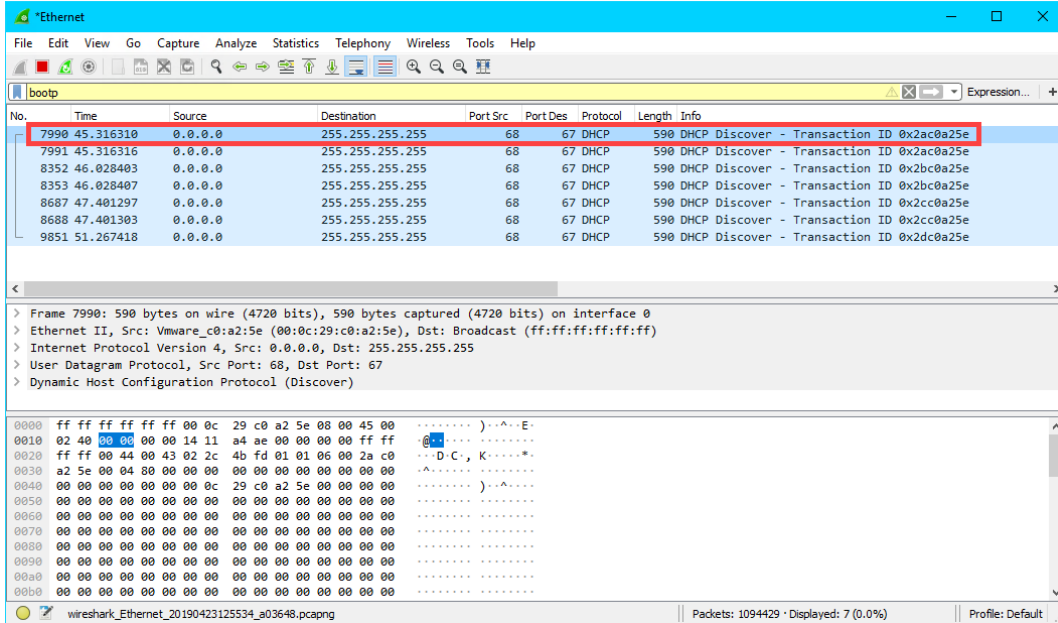 *Ethernet
File Edit View Go Capture Analyze Statistics Telephony Wireless Tools Help
bootp Expression... +
No. Time Source Destination Port Src Port Des Protocol Length Info
7990 45.316310 0.0.0.0 255.255.255.255 68 67 DHCP 590 DHCP Discover - Transaction ID 0x2ac0a25e
7991 45.316316 0.0.0.0 255.255.255.255 68 67 DHCP 590 DHCP Discover - Transaction ID 0x2ac0a25e
8352 46.028403 0.0.0.0 255.255.255.255 68 67 DHCP 590 DHCP Discover - Transaction ID 0x2bc0a25e
8353 46.028407 0.0.0.0 255.255.255.255 68 67 DHCP 590 DHCP Discover - Transaction ID 0x2bc0a25e
8687 47.401297 0.0.0.0 255.255.255.255 68 67 DHCP 590 DHCP Discover - Transaction ID 0x2cc0a25e
8688 47.401303 0.0.0.0 255.255.255.255 68 67 DHCP 590 DHCP Discover - Transaction ID 0x2cc0a25e
9851 51.267418 0.0.0.0 255.255.255.255 68 67 DHCP 590 DHCP Discover - Transaction ID 0x2dc0a25e
> Frame 7990: 590 bytes on wire (4720 bits), 590 bytes captured (4720 bits) on interface 0
> Ethernet II, Src: Vmware_c0:a2:5e (00:0c:29:c0:a2:5e), Dst: Broadcast (ff:ff:ff:ff:ff:ff)
> Internet Protocol Version 4, Src: 0.0.0.0, Dst: 255.255.255.255
> User Datagram Protocol, Src Port: 68, Dst Port: 67
> Dynamic Host Configuration Protocol (Discover)
0000 ff ff ff ff ff ff 00 0c 29 c0 a2 5e 08 00 45 00 ········ )··^··E·
0010 02 40 00 00 00 00 14 11 a4 ae 00 00 00 00 ff ff ·@······ ········
0020 ff ff 00 44 00 43 02 2c 4b fd 01 01 06 00 2a c0 ···D·C·, K·····*·
0030 a2 5e 00 04 80 00 00 00 00 00 00 00 00 00 00 00 ·^······ ········
0040 00 00 00 00 00 00 00 0c 29 c0 a2 5e 00 00 00 00 ········ )··^····
0050 00 00 00 00 00 00 00 00 00 00 00 00 00 00 00 00 ········ ········
0060 00 00 00 00 00 00 00 00 00 00 00 00 00 00 00 00 ········ ········
0070 00 00 00 00 00 00 00 00 00 00 00 00 00 00 00 00 ········ ········
0080 00 00 00 00 00 00 00 00 00 00 00 00 00 00 00 00 ········ ········
0090 00 00 00 00 00 00 00 00 00 00 00 00 00 00 00 00 ········ ········
00a0 00 00 00 00 00 00 00 00 00 00 00 00 00 00 00 00 ········ ········
00b0 00 00 00 00 00 00 00 00 00 00 00 00 00 00 00 00 ········ ········
wireshark_Ethernet_20190423125534_a03648.pcapng Packets: 1094429 · Displayed: 7 (0.0%) Profile: Default